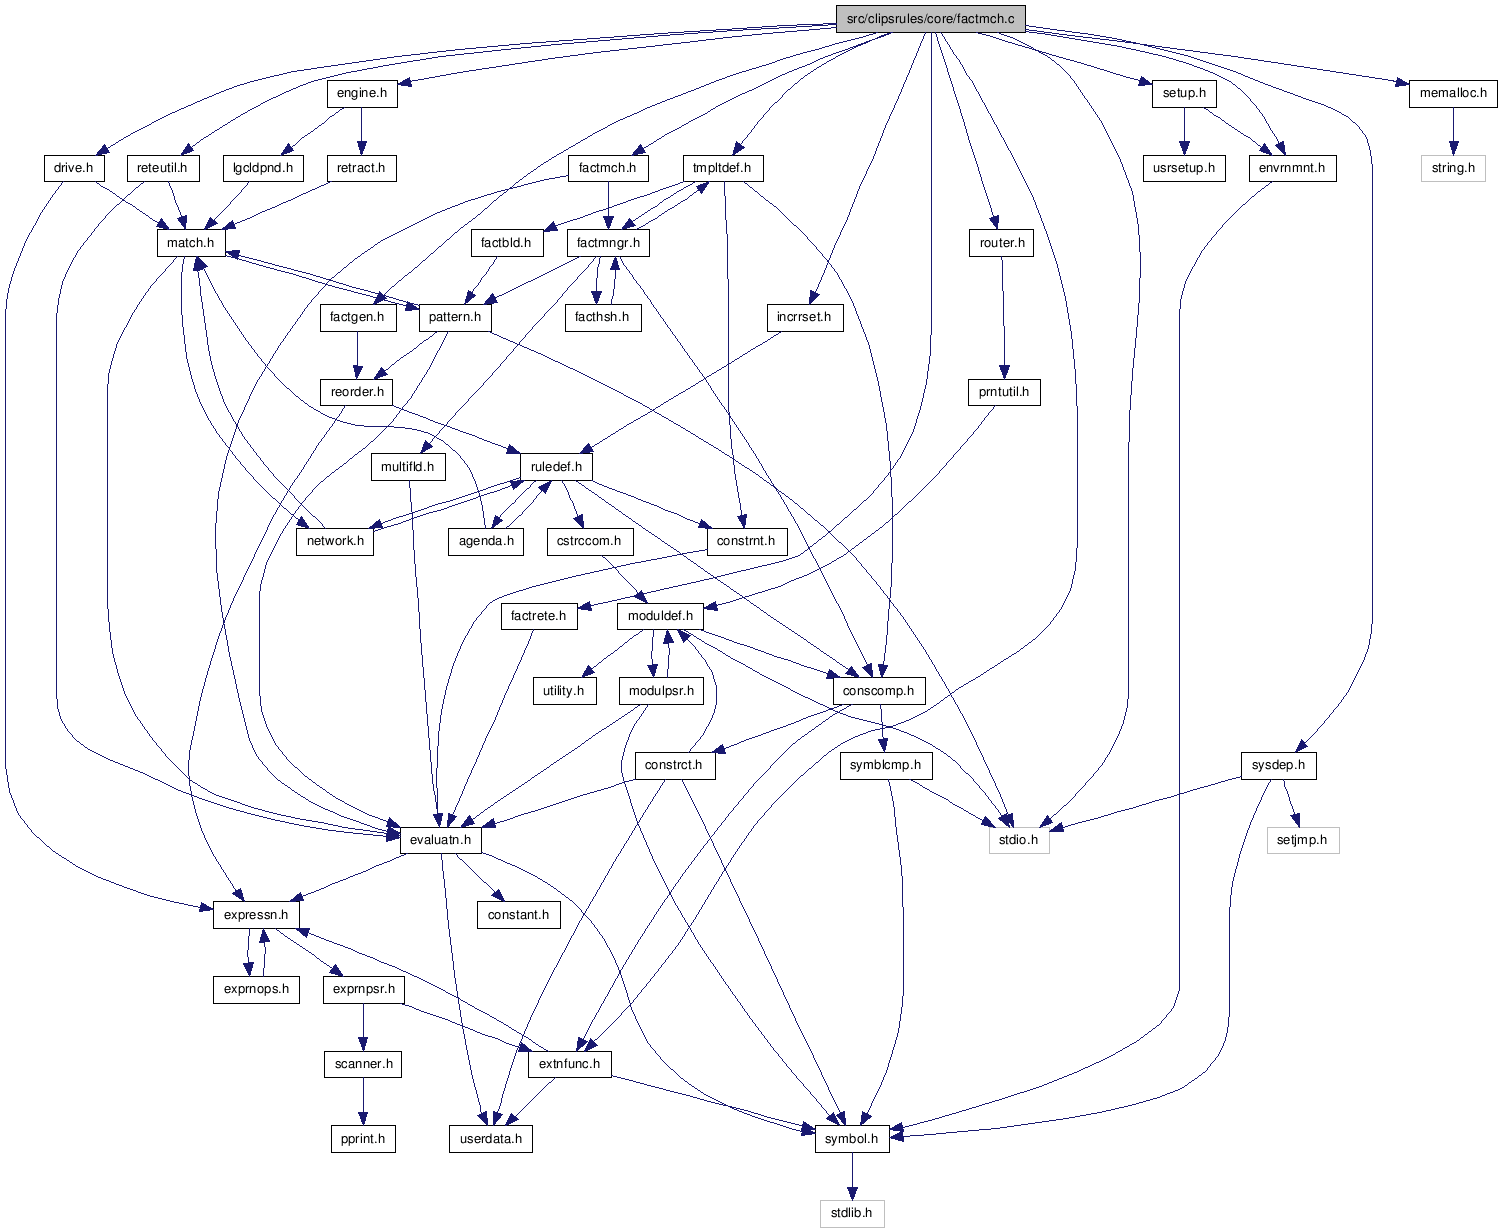 src/clipsrules/core/factmch.c
engine.h
setup.h
memalloc.h
drive.h
reteutil.h
lgcldpnd.h
retract.h
factmch.h
tmpltdef.h
usrsetup.h
envrnmnt.h
string.h
match.h
factbld.h
factmngr.h
router.h
factgen.h
pattern.h
facthsh.h
incrrset.h
reorder.h
prntutil.h
multifld.h
ruledef.h
network.h
agenda.h
cstrccom.h
constrnt.h
factrete.h
moduldef.h
utility.h
modulpsr.h
conscomp.h
constrct.h
symblcmp.h
sysdep.h
evaluatn.h
stdio.h
setjmp.h
expressn.h
constant.h
exprnops.h
exprnpsr.h
scanner.h
extnfunc.h
pprint.h
userdata.h
symbol.h
stdlib.h